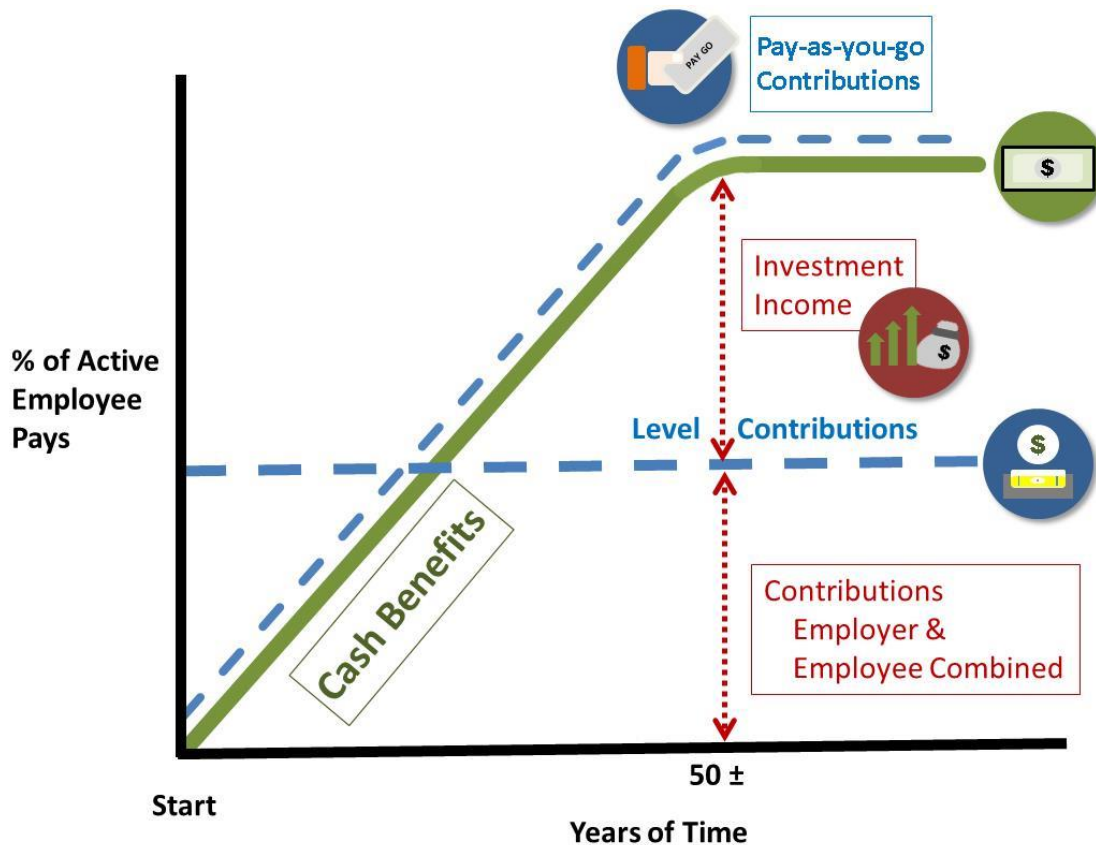 PAY GO
Pay-as-you-go
Contributions
$
Investment
Income
$
% of Active
Employee
Pays
Level Contributions
$
Cash Benefits
Contributions
Employer &
Employee Combined
50 ±
Start
Years of Time